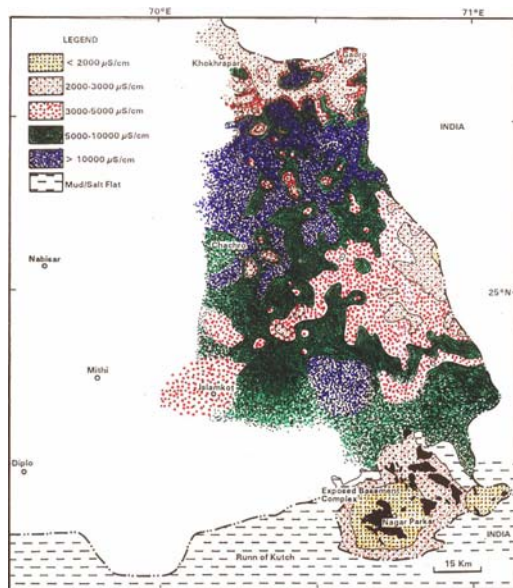 70°E
71°E
LEGEND
< 2000 µS/cm
2000-3000 µS/cm
3000-5000 µS/cm
5000-10000 µS/cm
> 10000 µS/cm
Mud/Salt Flat
Khokhrapar
Gadro
INDIA
Chachro
Nabisar
25°N
Mithi
Islamkot
Diplo
Exposed Basement
Complex
Nagar Parkar
INDIA
Runn of Kutch
15 Km